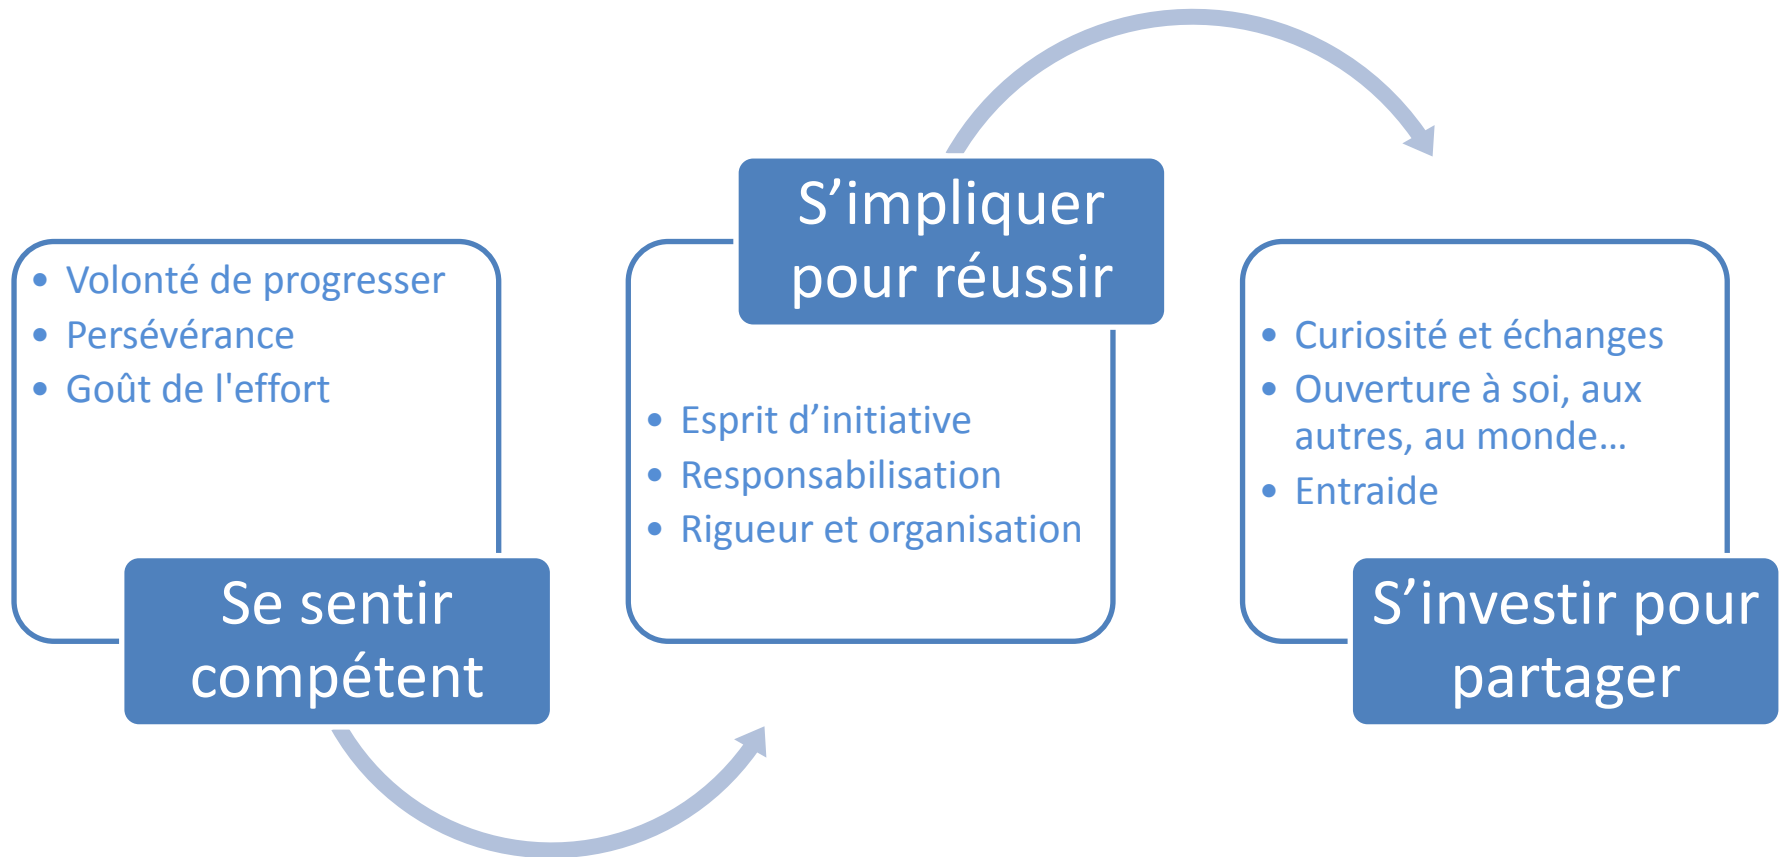 • Volonté de progresser
• Persévérance
• Goût de l'effort
Se sentir
compétent
S’impliquer
pour réussir
• Esprit d’initiative
• Responsabilisation
• Rigueur et organisation
• Curiosité et échanges
• Ouverture à soi, aux
autres, au monde…
• Entraide
S’investir pour
partager